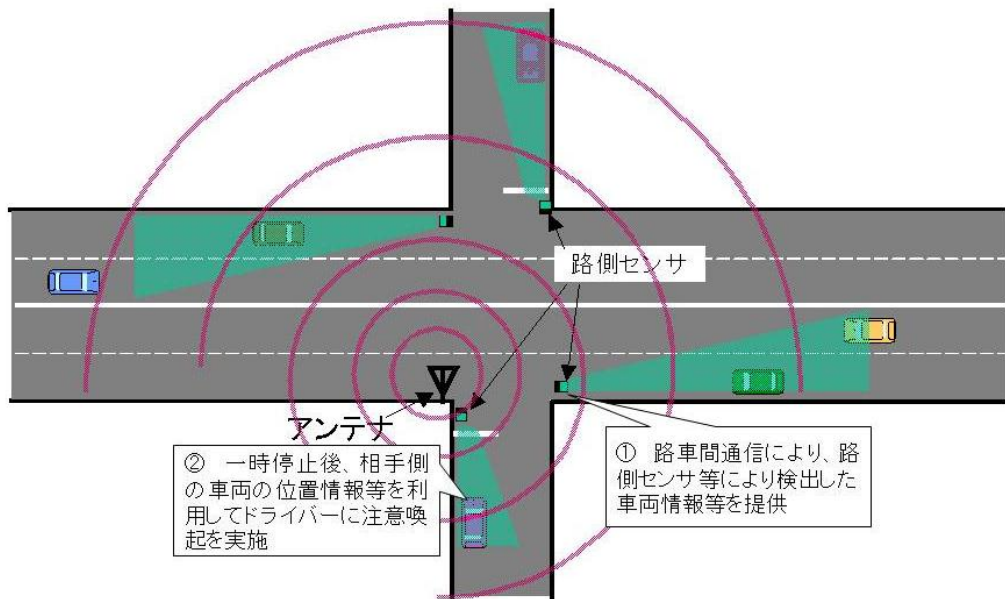 路側センサ
アンテナ
② 一時停止後、相手側
の車両の位置情報等を利
用してドライバーに注意喚
起を実施
① 路車間通信により、路
側センサ等により検出した
車両情報等を提供